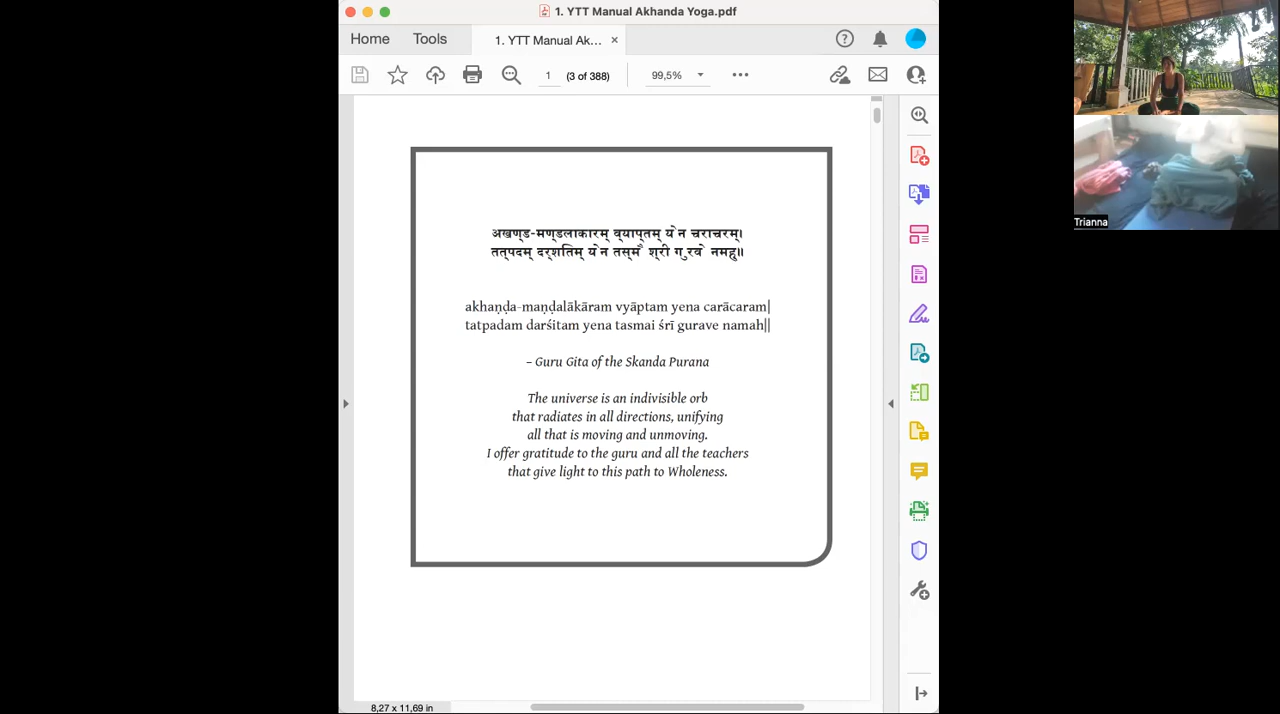 1. YTT Manual Akhanda Yoga.pdf
Home Tools 1. YTT Manual Ak... ×
1 (3 of 388) 99,5%
अखण्ड-मण्डलाकारम् व्याप्तम् येन चराचरम्।
तत्पदम् दर्शतिम् येन तस्मै श्री गुरवे नमहु॥
akhaṇḍa-maṇḍalākāram vyāptam yena carācaram|
tatpadam darśitam yena tasmai śrī gurave namah||
– Guru Gita of the Skanda Purana
The universe is an indivisible orb
that radiates in all directions, unifying
all that is moving and unmoving.
I offer gratitude to the guru and all the teachers
that give light to this path to Wholeness.
8,27 x 11,69 in
Trianna